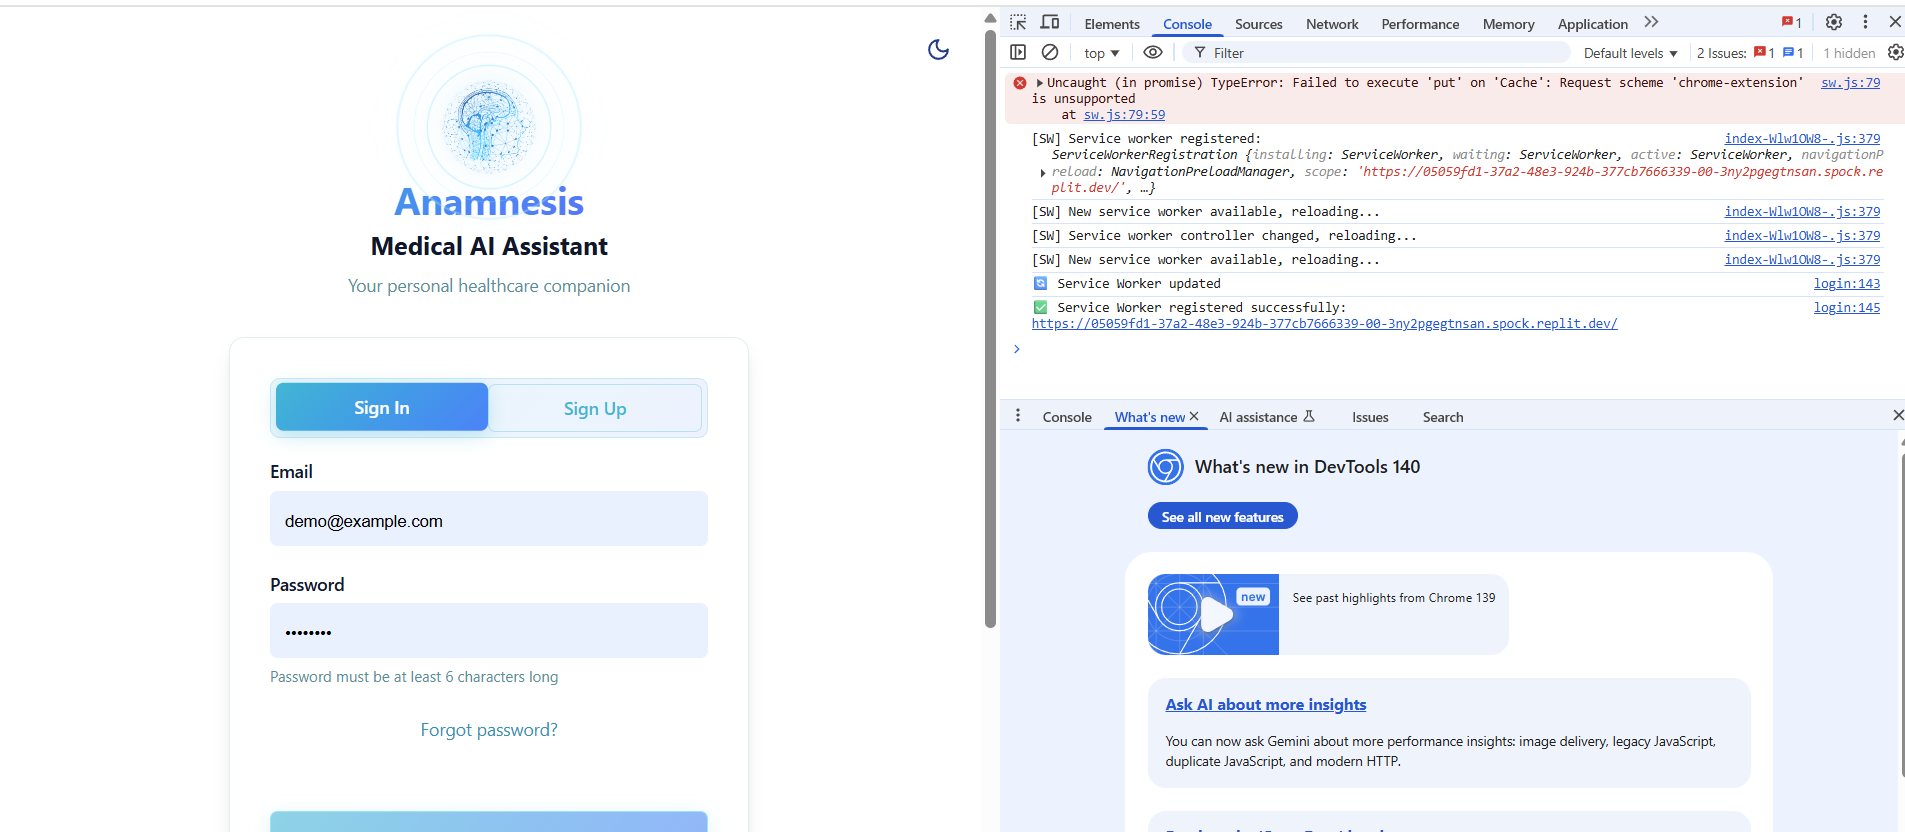 Anamnesis
Medical AI Assistant
Your personal healthcare companion
Sign In
Sign Up
Email
demo@example.com
Password
••••••••
Password must be at least 6 characters long
Forgot password?
Elements Console Sources Network Performance Memory Application 1
top Filter Default levels 2 Issues: 1 1 1 hidden
Uncaught (in promise) TypeError: Failed to execute 'put' on 'Cache': Request scheme 'chrome-extension' sw.js:79
is unsupported
at sw.js:79:59
[SW] Service worker registered: index-Wlw1OW8-.js:379
ServiceWorkerRegistration {installing: ServiceWorker, waiting: ServiceWorker, active: ServiceWorker, navigationP
reload: NavigationPreloadManager, scope: 'https://05059fd1-37a2-48e3-924b-377cb7666339-00-3ny2pgegtnsan.spock.re
plit.dev/', …}
[SW] New service worker available, reloading... index-Wlw1OW8-.js:379
[SW] Service worker controller changed, reloading... index-Wlw1OW8-.js:379
[SW] New service worker available, reloading... index-Wlw1OW8-.js:379
Service Worker updated login:143
Service Worker registered successfully: login:145
https://05059fd1-37a2-48e3-924b-377cb7666339-00-3ny2pgegtnsan.spock.replit.dev/
Console What's new AI assistance Issues Search
What's new in DevTools 140
See all new features
new
See past highlights from Chrome 139
Ask AI about more insights
You can now ask Gemini about more performance insights: image delivery, legacy JavaScript,
duplicate JavaScript, and modern HTTP.